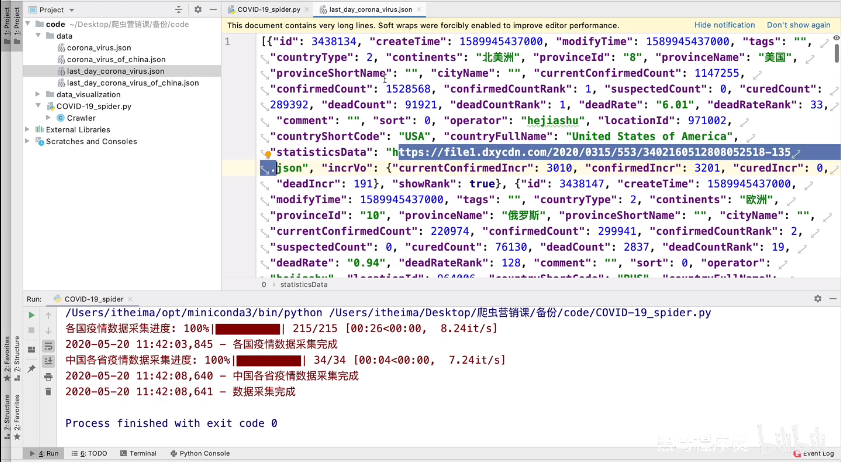 Project
COVID-19_spider.py
last_day_corona_virus.json
This document contains very long lines. Soft wraps were forcibly enabled to improve editor performance.
Hide notification
Don't show again
1: Project
code ~/Desktop/爬虫营销课/备份/code
data
corona_virus.json
corona_virus_of_china.json
last_day_corona_virus.json
last_day_corona_virus_of_china.json
data_visualization
COVID-19_spider.py
Crawler
External Libraries
Scratches and Consoles
1
[{"id": 3438134, "createTime": 1589945437000, "modifyTime": 1589945437000, "tags": "",
"countryType": 2, "continents": "北美洲", "provinceId": "8", "provinceName": "美国",
"provinceShortName": "", "cityName": "", "currentConfirmedCount": 1147255,
"confirmedCount": 1528568, "confirmedCountRank": 1, "suspectedCount": 0, "curedCount":
289392, "deadCount": 91921, "deadCountRank": 1, "deadRate": "6.01", "deadRateRank": 33,
"comment": "", "sort": 0, "operator": "hejiashu", "locationId": 971002,
"countryShortCode": "USA", "countryFullName": "United States of America",
"statisticsData": "https://file1.dxycdn.com/2020/0315/553/3402160512808052518-135
.json", "incrVo": {"currentConfirmedIncr": 3010, "confirmedIncr": 3201, "curedIncr": 0,
"deadIncr": 191}, "showRank": true}, {"id": 3438147, "createTime": 1589945437000,
"modifyTime": 1589945437000, "tags": "", "countryType": 2, "continents": "欧洲",
"provinceId": "10", "provinceName": "俄罗斯", "provinceShortName": "", "cityName": "",
"currentConfirmedCount": 220974, "confirmedCount": 299941, "confirmedCountRank": 2,
"suspectedCount": 0, "curedCount": 76130, "deadCount": 2837, "deadCountRank": 19,
"deadRate": "0.94", "deadRateRank": 128, "comment": "", "sort": 0, "operator":
"hejiashu", "locationId": 964006, "countryShortCode": "RUS", "countryFullName":
0 › statisticsData
Run: COVID-19_spider
/Users/itheima/opt/miniconda3/bin/python /Users/itheima/Desktop/爬虫营销课/备份/code/COVID-19_spider.py
各国疫情数据采集进度: 100%|██████████| 215/215 [00:26<00:00, 8.24it/s]
2020-05-20 11:42:03,845 - 各国疫情数据采集完成
中国各省疫情数据采集进度: 100%|██████████| 34/34 [00:04<00:00, 7.24it/s]
2020-05-20 11:42:08,640 - 中国各省疫情数据采集完成
2020-05-20 11:42:08,641 - 数据采集完成
Process finished with exit code 0
7: Structure
2: Favorites
4: Run
6: TODO
Terminal
Python Console
Event Log